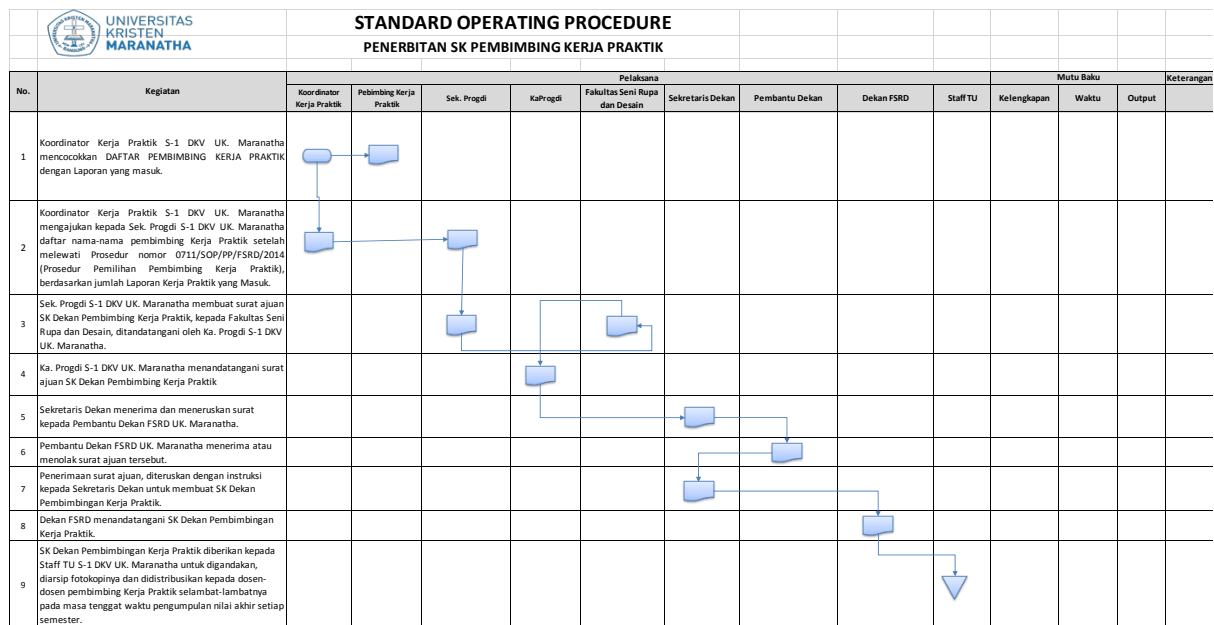 UNIVERSITAS
KRISTEN
MARANATHA
STANDARD OPERATING PROCEDURE
PENERBITAN SK PEMBIMBING KERJA PRAKTIK
No.
Kegiatan
Pelaksana
Mutu Baku
Keterangan
Koordinator
Kerja Praktik
Pebimbing Kerja
Praktik
Sek. Progdi
KaProgdi
Fakultas Seni Rupa
dan Desain
Sekretaris Dekan
Pembantu Dekan
Dekan FSRD
Staff TU
Kelengkapan
Waktu
Output
1
Koordinator Kerja Praktik S-1 DKV UK. Maranatha
mencocokkan DAFTAR PEMBIMBING KERJA PRAKTIK
dengan Laporan yang masuk.
2
Koordinator Kerja Praktik S-1 DKV UK. Maranatha
mengajukan kepada Sek. Progdi S-1 DKV UK. Maranatha
daftar nama-nama pembimbing Kerja Praktik setelah
melewati Prosedur nomor 0711/SOP/PP/FSRD/2014
(Prosedur Pemilihan Pembimbing Kerja Praktik),
berdasarkan jumlah Laporan Kerja Praktik yang Masuk.
3
Sek. Progdi S-1 DKV UK. Maranatha membuat surat ajuan
SK Dekan Pembimbing Kerja Praktik, kepada Fakultas Seni
Rupa dan Desain, ditandatangani oleh Ka. Progdi S-1 DKV
UK. Maranatha.
4
Ka. Progdi S-1 DKV UK. Maranatha menandatangani surat
ajuan SK Dekan Pembimbing Kerja Praktik
5
Sekretaris Dekan menerima dan meneruskan surat
kepada Pembantu Dekan FSRD UK. Maranatha.
6
Pembantu Dekan FSRD UK. Maranatha menerima atau
menolak surat ajuan tersebut.
7
Penerimaan surat ajuan, diteruskan dengan instruksi
kepada Sekretaris Dekan untuk membuat SK Dekan
Pembimbingan Kerja Praktik.
8
Dekan FSRD menandatangani SK Dekan Pembimbingan
Kerja Praktik.
9
SK Dekan Pembimbingan Kerja Praktik diberikan kepada
Staff TU S-1 DKV UK. Maranatha untuk digandakan,
diarsip fotokopinya dan didistribusikan kepada dosen-
dosen pembimbing Kerja Praktik selambat-lambatnya
pada masa tenggat waktu pengumpulan nilai akhir setiap
semester.